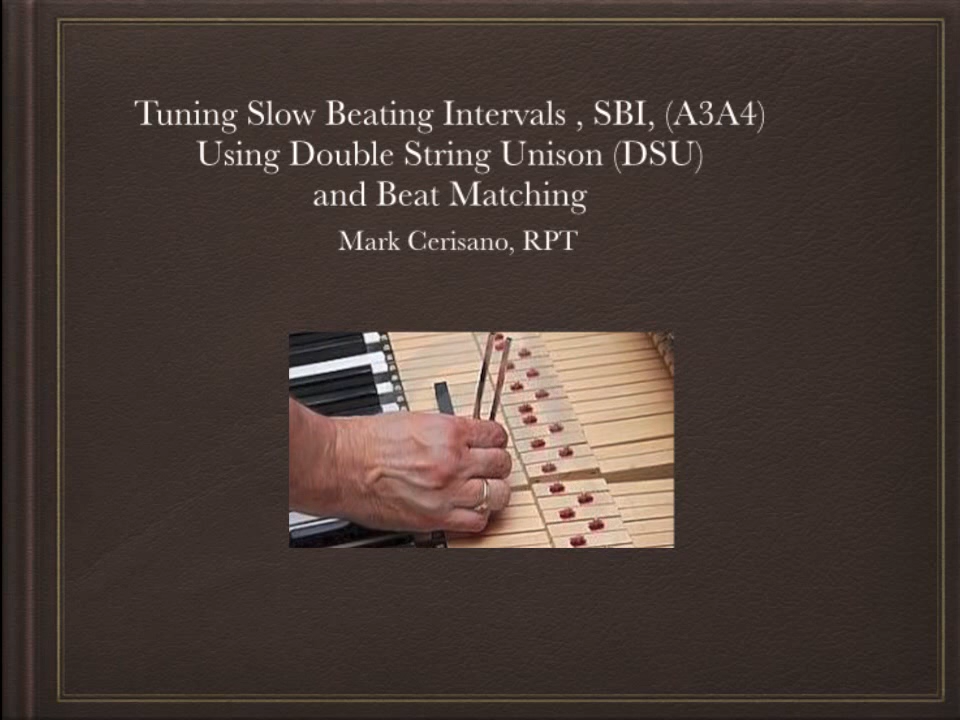 Tuning Slow Beating Intervals , SBI, (A3A4)
Using Double String Unison (DSU)
and Beat Matching
Mark Cerisano, RPT